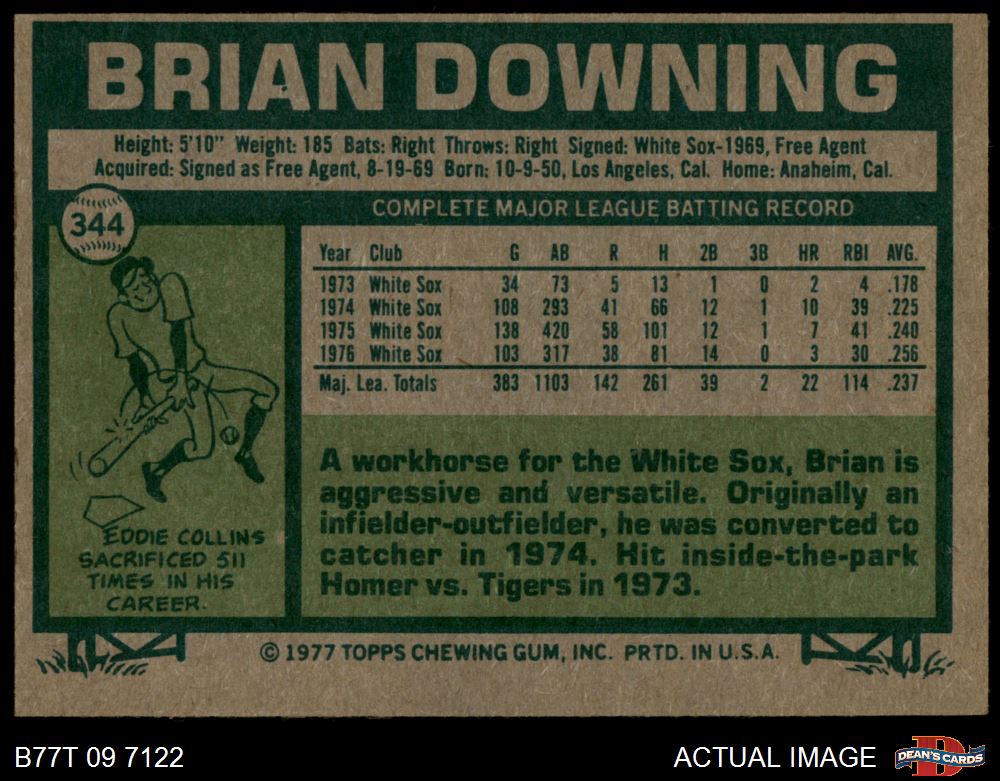 BRIAN DOWNING
Height: 5'10" Weight: 185 Bats: Right Throws: Right Signed: White Sox-1969, Free Agent
Acquired: Signed as Free Agent, 8-19-69 Born: 10-9-50, Los Angeles, Cal. Home: Anaheim, Cal.
344
COMPLETE MAJOR LEAGUE BATTING RECORD
Year Club G AB R H 2B 3B HR RBI AVG.
1973 White Sox 34 73 5 13 1 0 2 4 .178
1974 White Sox 108 293 41 66 12 1 10 39 .225
1975 White Sox 138 420 58 101 12 1 7 41 .240
1976 White Sox 103 317 38 81 14 0 3 30 .256
Maj. Lea. Totals 383 1103 142 261 39 2 22 114 .237
EDDIE COLLINS
SACRIFICED 511
TIMES IN HIS
CAREER.
A workhorse for the White Sox, Brian is
aggressive and versatile. Originally an
infielder-outfielder, he was converted to
catcher in 1974. Hit inside-the-park
Homer vs. Tigers in 1973.
© 1977 TOPPS CHEWING GUM, INC. PRTD. IN U.S.A.
B77T 09 7122
ACTUAL IMAGE
D
DEAN'S CARDS